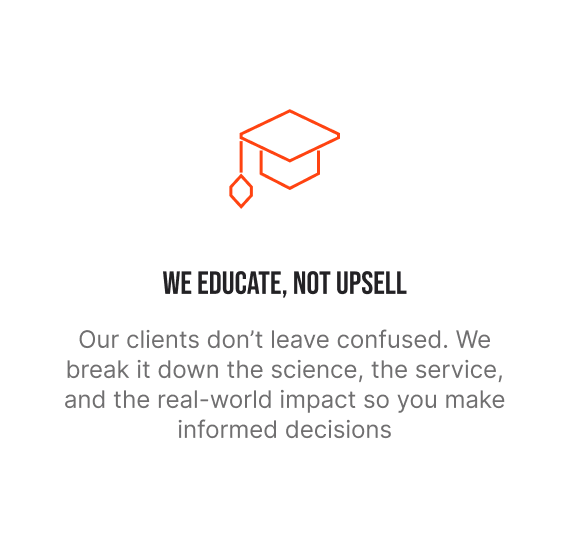 WE EDUCATE, NOT UPSELL
Our clients don’t leave confused. We
break it down the science, the service,
and the real-world impact so you make
informed decisions